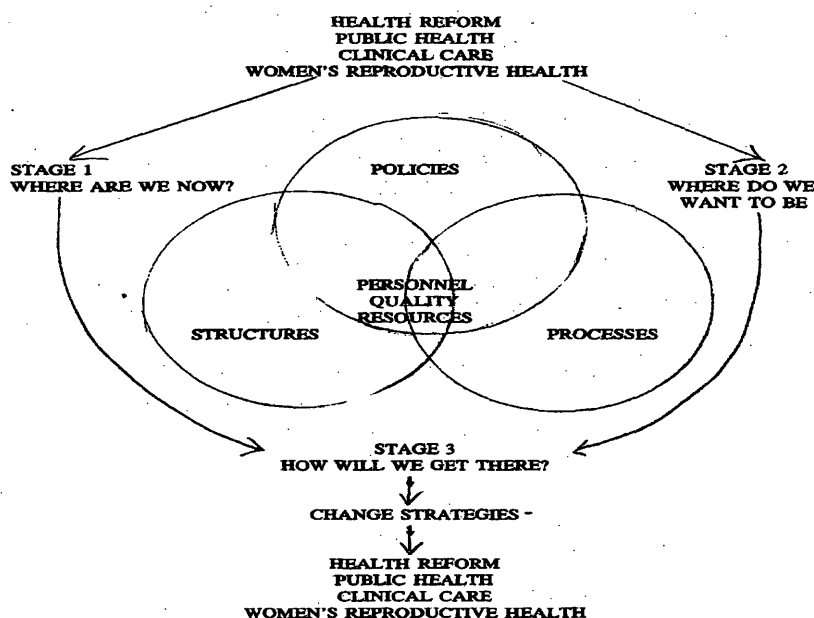 HEALTH REFORM
PUBLIC HEALTH
CLINICAL CARE
WOMEN'S REPRODUCTIVE HEALTH
STAGE 1
WHERE ARE WE NOW?
POLICIES
STAGE 2
WHERE DO WE
WANT TO BE
PERSONNEL
QUALITY
RESOURCES
STRUCTURES
PROCESSES
STAGE 3
HOW WILL WE GET THERE?
CHANGE STRATEGIES -
HEALTH REFORM
PUBLIC HEALTH
CLINICAL CARE
WOMEN'S REPRODUCTIVE HEALTH